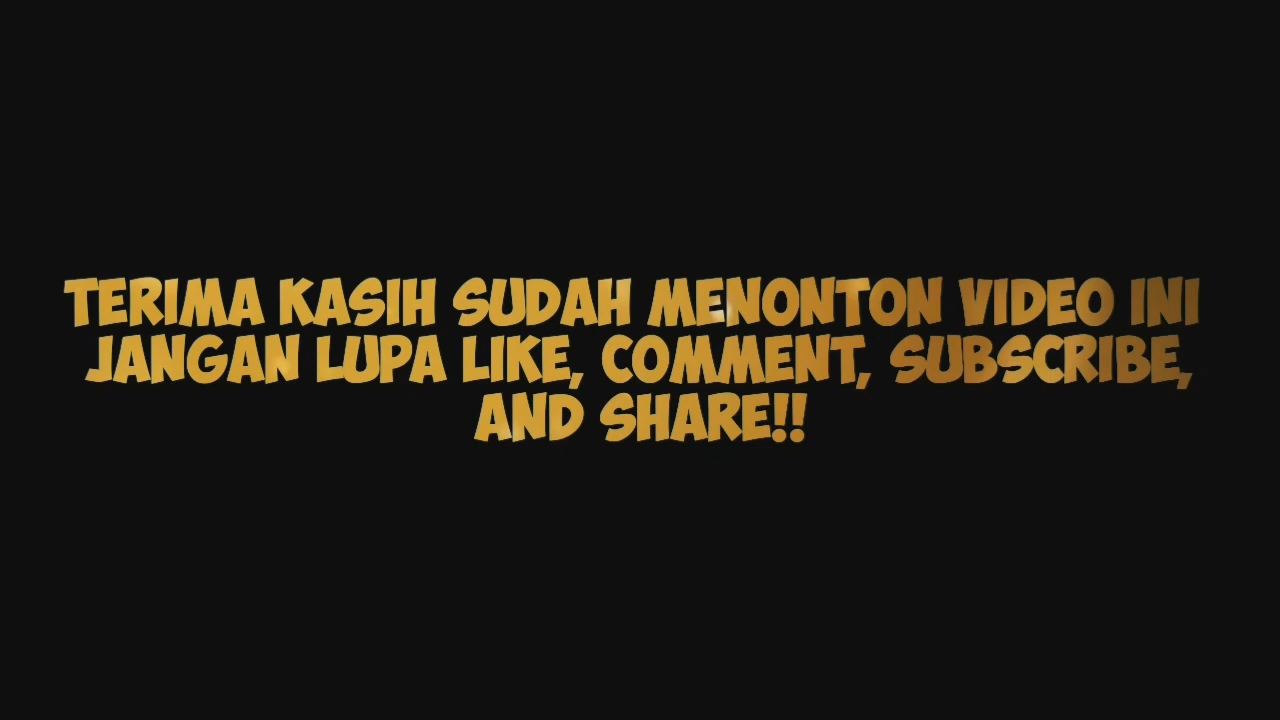 TERIMA KASIH SUDAH MENONTON VIDEO INI
JANGAN LUPA LIKE, COMMENT, SUBSCRIBE,
AND SHARE!!